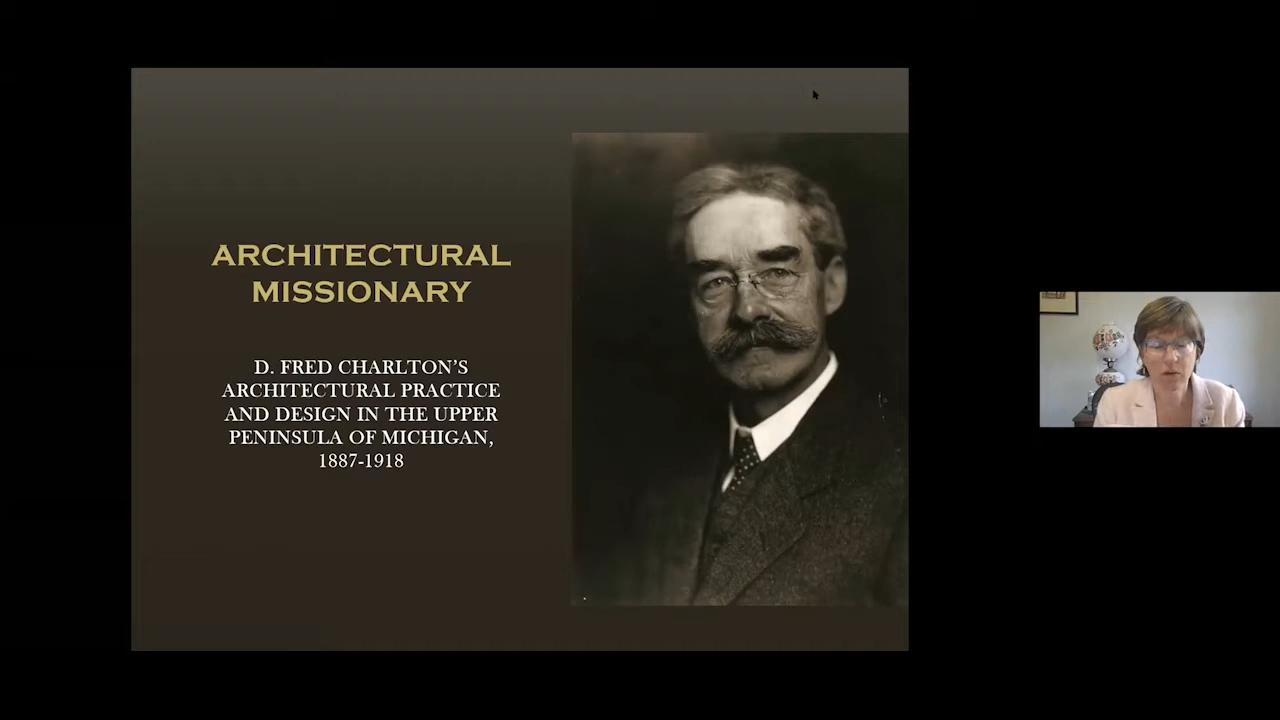 ARCHITECTURAL
MISSIONARY
D. FRED CHARLTON'S
ARCHITECTURAL PRACTICE
AND DESIGN IN THE UPPER
PENINSULA OF MICHIGAN,
1887-1918